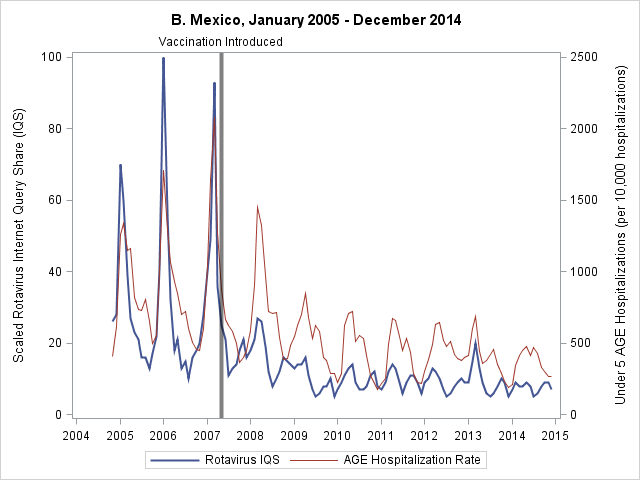 B. Mexico, January 2005 - December 2014
Vaccination Introduced
Scaled Rotavirus Internet Query Share (IQS)
100
80
60
40
20
0
2500
2000
1500
1000
500
0
Under 5 AGE Hospitalizations (per 10,000 hospitalizations)
2004 2005 2006 2007 2008 2009 2010 2011 2012 2013 2014 2015
Rotavirus IQS AGE Hospitalization Rate